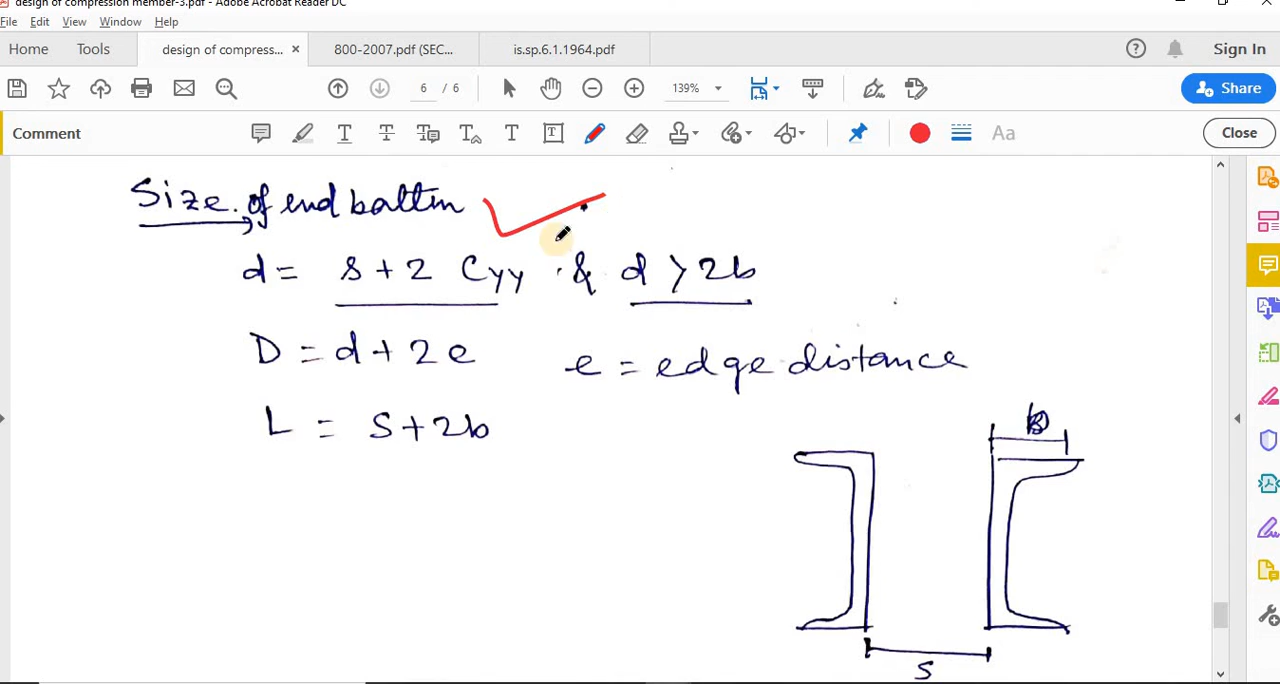 design of compression member-3.pdf - Adobe Acrobat Reader DC
File Edit View Window Help
Home Tools design of compress... × 800-2007.pdf (SEC... is.sp.6.1.1964.pdf ? Sign In
6 / 6 139% Share
Comment T T T T T Aa Close
Size of end battin
d = s + 2 Cyy & d > 2b
D = d + 2e e = edge distance
L = S + 2b
B
S